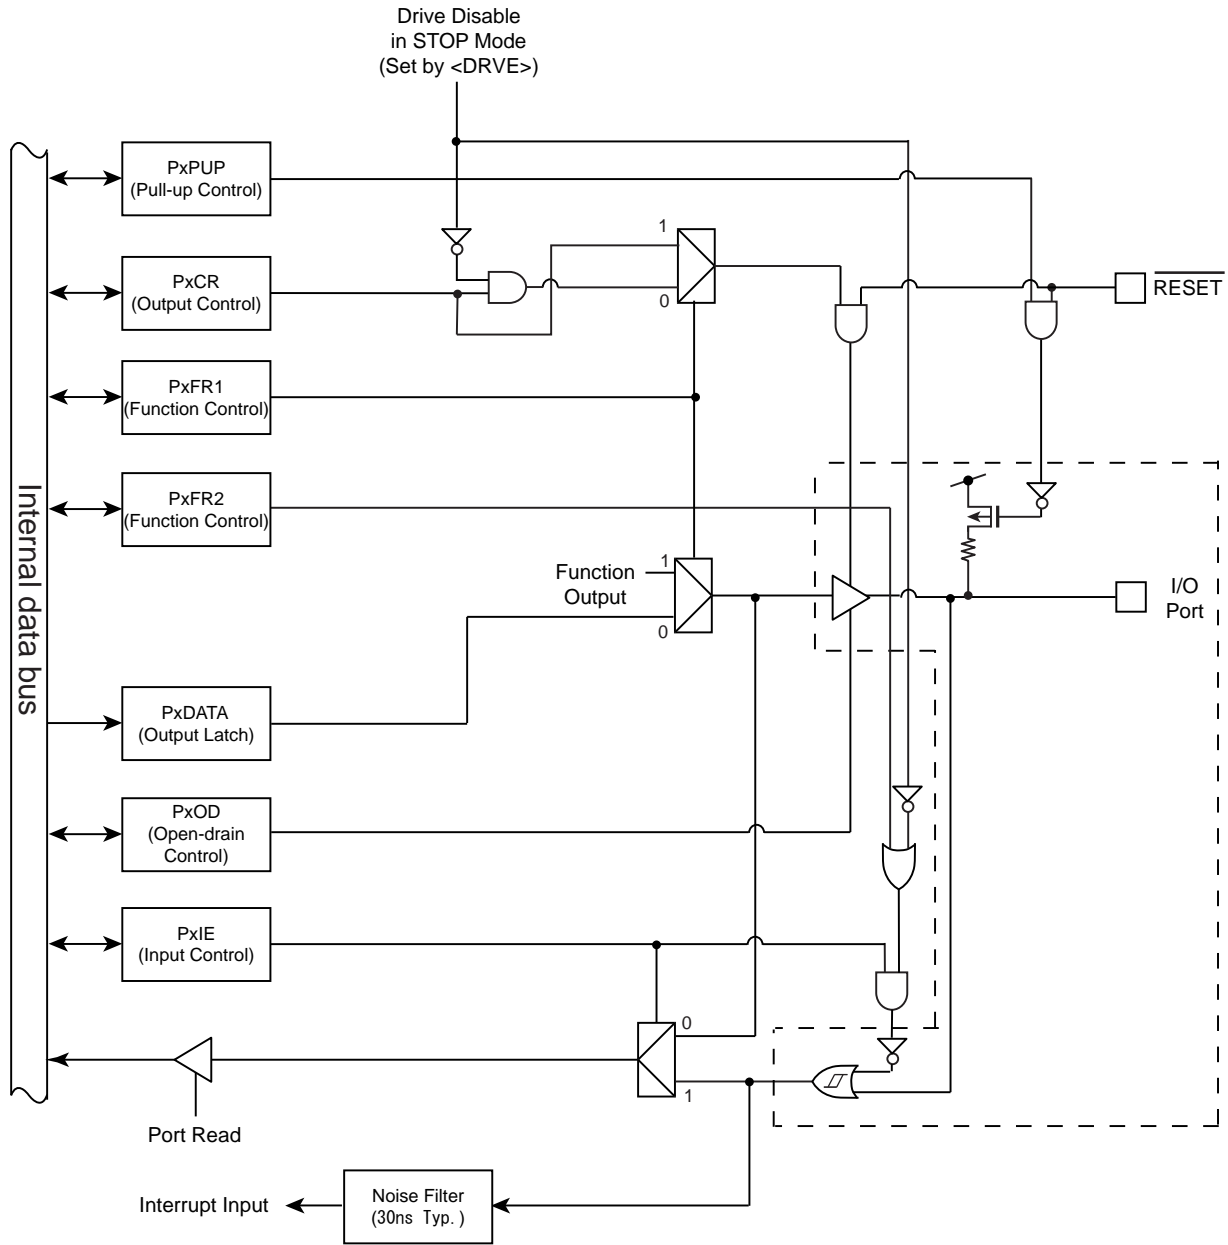 Drive Disable
in STOP Mode
(Set by <DRVE>)
PxPUP
(Pull-up Control)
1
PxCR
(Output Control)
0
RESET
PxFR1
(Function Control)
Internal data bus
PxFR2
(Function Control)
1
Function
Output
0
I/O
Port
PxDATA
(Output Latch)
PxOD
(Open-drain
Control)
PxIE
(Input Control)
0
1
Port Read
Interrupt Input
Noise Filter
(30ns Typ.)